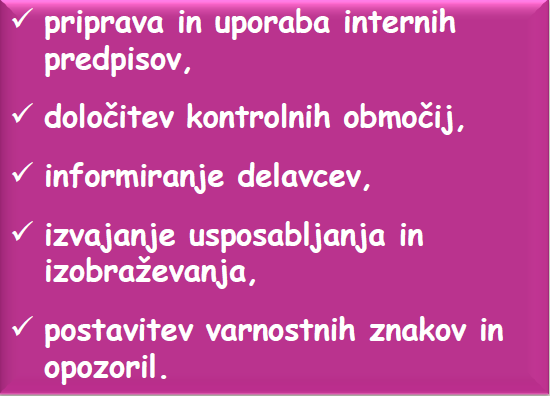 ✓ priprava in uporaba internih
predpisov,
✓ določitev kontrolnih območij,
✓ informiranje delavcev,
✓ izvajanje usposabljanja in
izobraževanja,
✓ postavitev varnostnih znakov in
opozoril.